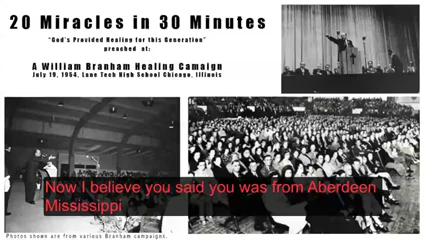 20 Miracles in 30 Minutes
"God's Provided Healing for this Generation"
preached at:
A William Branham Healing Camaign
July 19, 1954, Lane Tech High School Chicago, Illinois
Now I believe you said you was from Aberdeen
Mississippi
Photos shown are from various Branham campaigns.